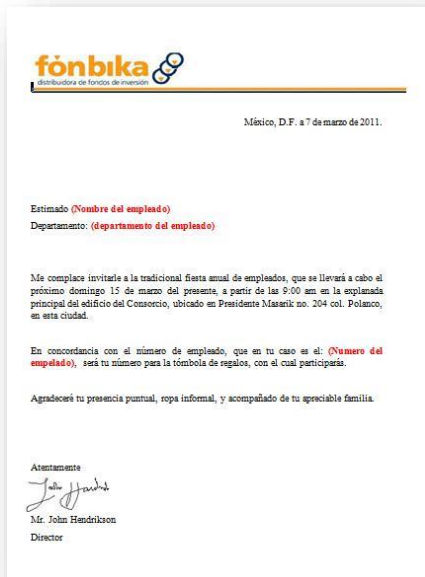 fōnbıka
distribuidora de fondos de inversión
México, D.F. a 7 de marzo de 2011.
Estimado (Nombre del empleado)
Departamento: (departamento del empleado)
Me complace invitarle a la tradicional fiesta anual de empleados, que se llevará a cabo el
próximo domingo 15 de marzo del presente, a partir de las 9:00 am en la explanada
principal del edificio del Consorcio, ubicado en Presidente Masarik no. 204 col. Polanco,
en esta ciudad.
En concordancia con el número de empleado, que en tu caso es el: (Numero del
empelado), será tu número para la tómbola de regalos, con el cual participarás.
Agradeceré tu presencia puntual, ropa informal, y acompañado de tu apreciable familia.
Atentamente
Mr. John Hendrikson
Director